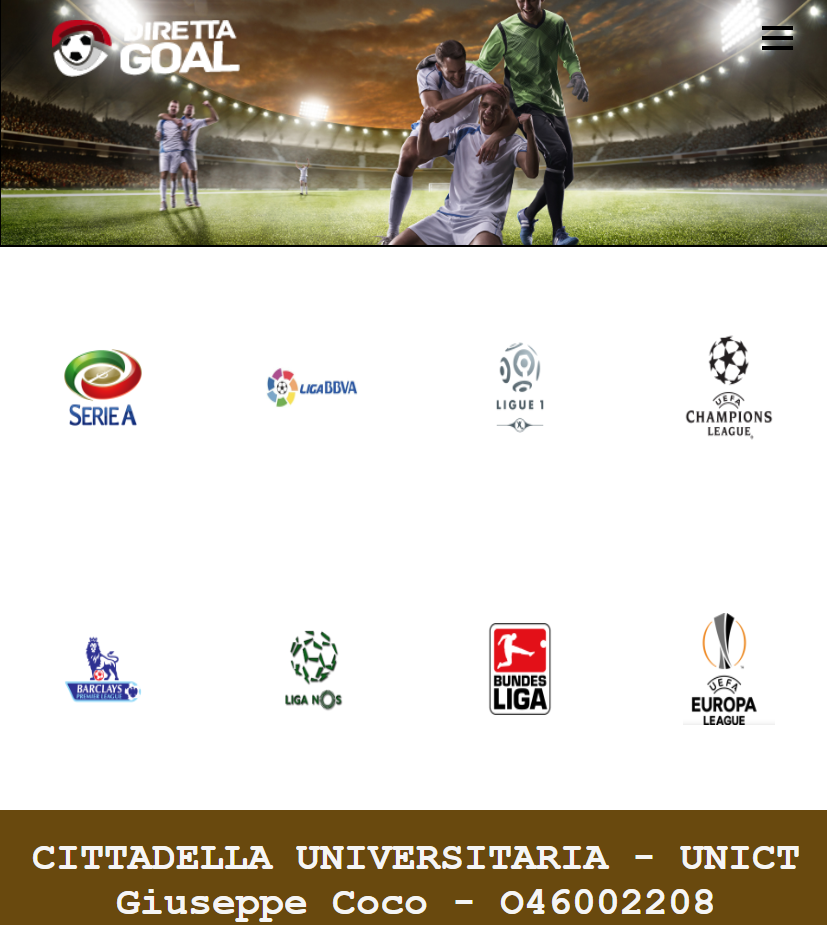 DIRETTA
GOAL
SERIE A
LIGA BBVA
LIGUE 1
UEFA
CHAMPIONS
LEAGUE
BARCLAYS
PREMIER LEAGUE
LIGA NOS
BUNDES
LIGA
UEFA
EUROPA
LEAGUE
CITTADELLA UNIVERSITARIA - UNICT
Giuseppe Coco - O46002208